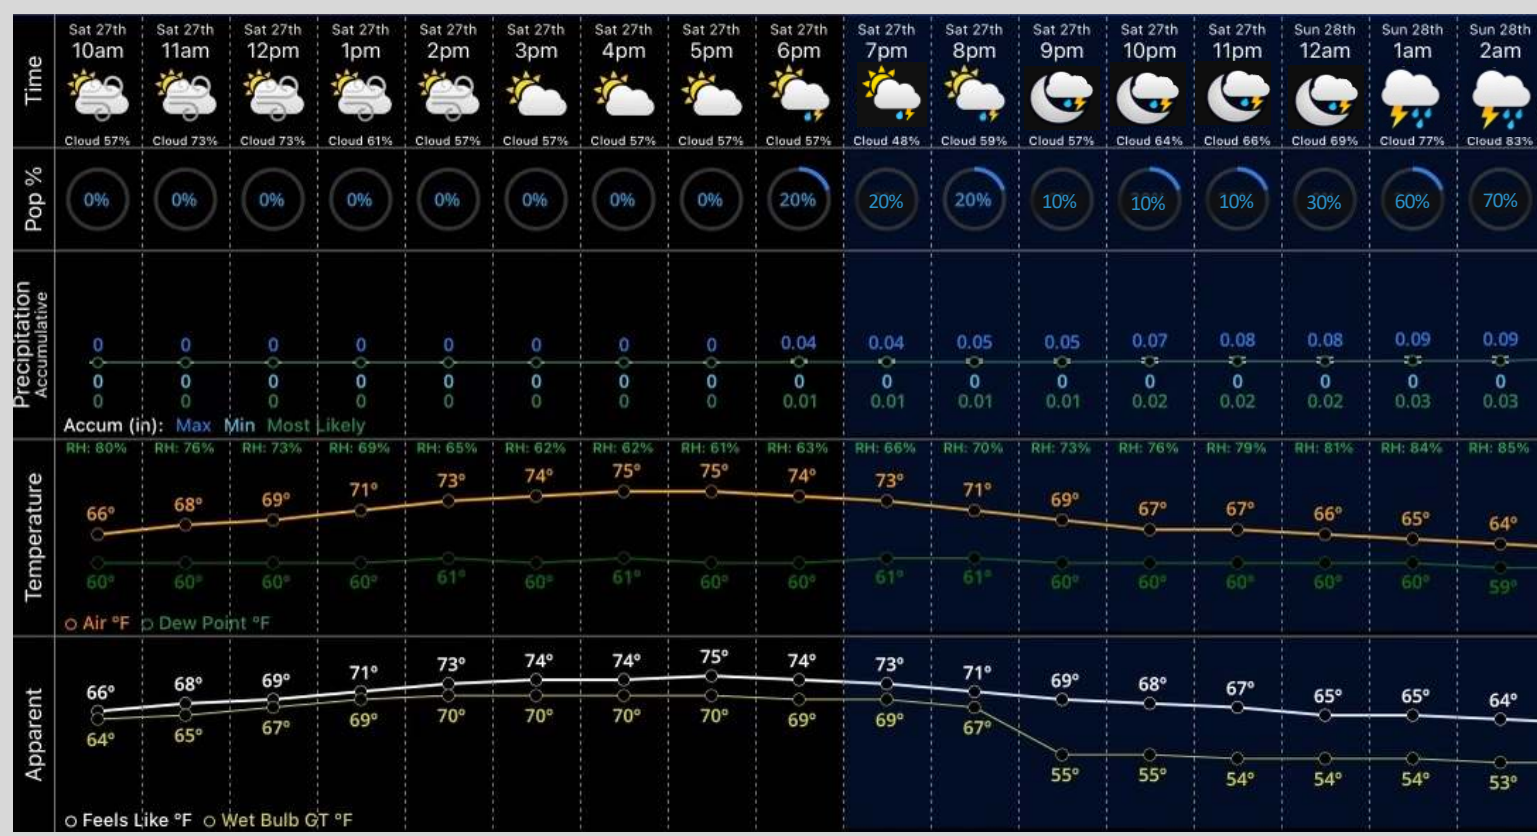 Time
Sat 27th Sat 27th Sat 27th Sat 27th Sat 27th Sat 27th Sat 27th Sat 27th Sat 27th Sat 27th Sat 27th Sat 27th Sat 27th Sat 27th Sun 28th Sun 28th Sun 28th
10am 11am 12pm 1pm 2pm 3pm 4pm 5pm 6pm 7pm 8pm 9pm 10pm 11pm 12am 1am 2am
Cloud 57% Cloud 73% Cloud 73% Cloud 61% Cloud 57% Cloud 57% Cloud 57% Cloud 57% Cloud 57% Cloud 48% Cloud 59% Cloud 57% Cloud 64% Cloud 66% Cloud 69% Cloud 77% Cloud 83%
Pop %
0% 0% 0% 0% 0% 0% 0% 0% 20% 20% 20% 10% 10% 10% 30% 60% 70%
Precipitation
Accumulative
0 0 0 0 0 0 0 0 0.04 0.04 0.05 0.05 0.07 0.08 0.08 0.09 0.09
0 0 0 0 0 0 0 0 0 0 0 0 0 0 0 0 0
0 0 0 0 0 0 0 0 0.01 0.01 0.01 0.01 0.02 0.02 0.02 0.03 0.03
Accum (in): Max Min Most Likely
Temperature
RH: 80% RH: 76% RH: 73% RH: 69% RH: 65% RH: 62% RH: 62% RH: 61% RH: 63% RH: 66% RH: 70% RH: 73% RH: 76% RH: 79% RH: 81% RH: 84% RH: 85%
66° 68° 69° 71° 73° 74° 75° 75° 74° 73° 71° 69° 67° 67° 66° 65° 64°
60° 60° 60° 60° 61° 60° 61° 60° 60° 61° 61° 60° 60° 60° 60° 60° 59°
Air °F Dew Point °F
Apparent
66° 68° 69° 71° 73° 74° 74° 75° 74° 73° 71° 69° 68° 67° 65° 65° 64°
64° 65° 67° 69° 70° 70° 70° 70° 69° 69° 67° 55° 55° 54° 54° 54° 53°
Feels Like °F Wet Bulb GT °F